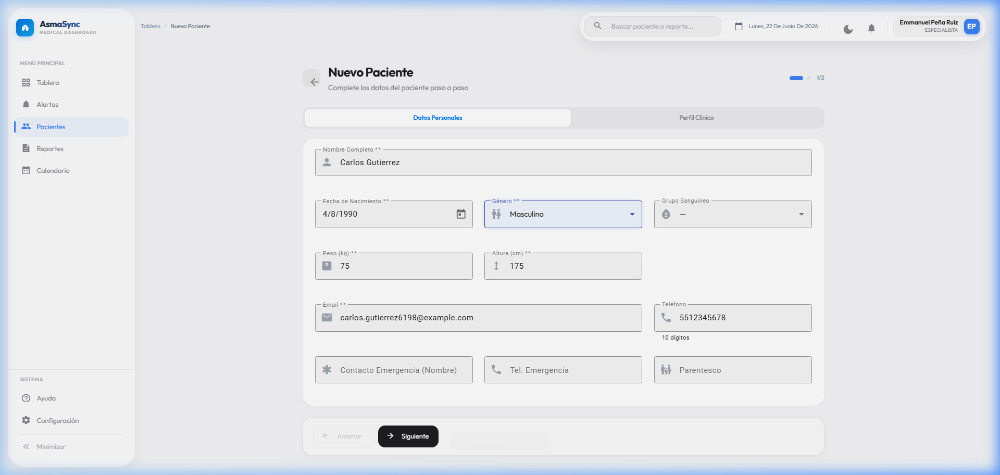 AsmaSync
MEDICAL DASHBOARD
Tablero / Nuevo Paciente
Buscar paciente o reporte...
Lunes, 22 De Junio De 2026
Emmanuel Peña Ruiz
ESPECIALISTA
EP
MENÚ PRINCIPAL
Tablero
Alertas
Pacientes
Reportes
Calendario
SISTEMA
Ayuda
Configuración
Minimizar
Nuevo Paciente
Complete los datos del paciente paso a paso
1/2
Datos Personales
Perfil Clínico
Nombre Completo **
Carlos Gutierrez
Fecha de Nacimiento **
4/8/1990
Género **
Masculino
Grupo Sanguíneo
—
Peso (kg) **
75
Altura (cm) **
175
Email **
carlos.gutierrez6198@example.com
Teléfono
5512345678
10 dígitos
Contacto Emergencia (Nombre)
Tel. Emergencia
Parentesco
Anterior
Siguiente